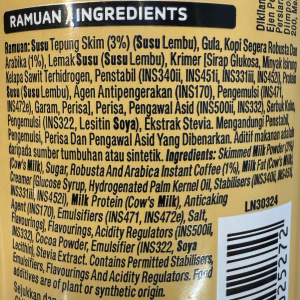 RAMUAN / INGREDIENTS
Ramuan: Susu Tepung Skim (3%) (Susu Lembu), Gula, Kopi Segera Robusta Dan
Arabika (1%), Lemak Susu (Susu Lembu), Krimer [Sirap Glukosa, Minyak
Kelapa Sawit Terhidrogen, Penstabil (INS340ii, INS451i, INS331iii, INS452i), Protein
Susu (Susu Lembu), Agen Antipengerakan (INS170), Pengemulsi (INS471,
INS472e), Garam, Perisa], Perisa, Pengawal Asid (INS500ii, INS332), Serbuk Koko,
Pengemulsi (INS322, Lesitin Soya), Ekstrak Stevia. Mengandungi Penstabil,
Pengemulsi, Perisa Dan Pengawal Asid Yang Dibenarkan. Aditif makanan adalah
daripada sumber tumbuhan atau sintetik. Ingredients: Skimmed Milk Powder (3%)
(Cow's Milk), Sugar, Robusta And Arabica Instant Coffee (1%), Milk Fat (Cow's Milk),
Creamer [Glucose Syrup, Hydrogenated Palm Kernel Oil, Stabilisers (INS340ii, INS451i,
INS331iii, INS452i), Milk Protein (Cow's Milk), Anticaking
Agent (INS170), Emulsifiers (INS471, INS472e), Salt,
Flavourings], Flavourings, Acidity Regulators (INS500ii,
INS332), Cocoa Powder, Emulsifier (INS322, Soya
Lecithin), Stevia Extract. Contains Permitted Stabilisers,
Emulsifiers, Flavourings And Acidity Regulators. Food
additives are of plant or synthetic origin.
LN30324